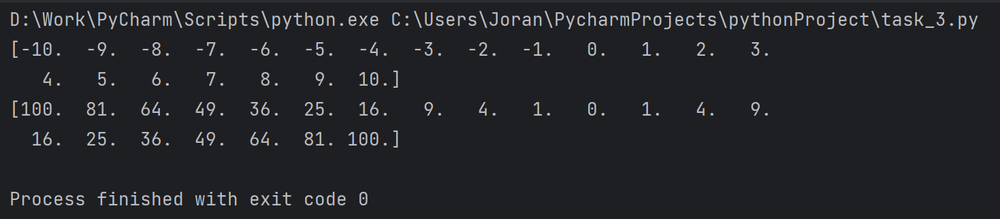 D:\Work\PyCharm\Scripts\python.exe C:\Users\Joran\PycharmProjects\pythonProject\task_3.py
[-10.  -9.  -8.  -7.  -6.  -5.  -4.  -3.  -2.  -1.   0.   1.   2.   3.
   4.   5.   6.   7.   8.   9.  10.]
[100.  81.  64.  49.  36.  25.  16.   9.   4.   1.   0.   1.   4.   9.
  16.  25.  36.  49.  64.  81. 100.]
Process finished with exit code 0